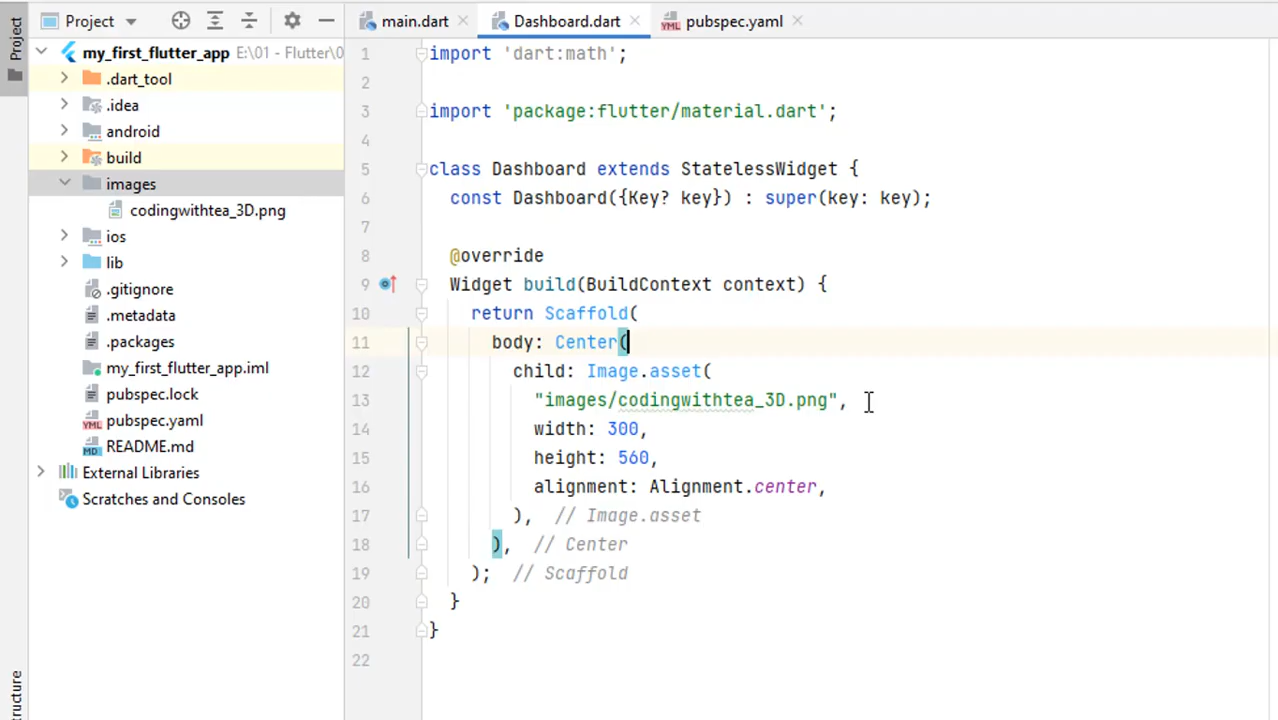 Project
main.dart
Dashboard.dart
pubspec.yaml
Project
my_first_flutter_app E:\01 - Flutter\0
.dart_tool
.idea
android
build
images
codingwithtea_3D.png
ios
lib
.gitignore
.metadata
.packages
my_first_flutter_app.iml
pubspec.lock
pubspec.yaml
README.md
External Libraries
Scratches and Consoles
ructure
1 import 'dart:math';
2
3 import 'package:flutter/material.dart';
4
5 class Dashboard extends StatelessWidget {
6 const Dashboard({Key? key}) : super(key: key);
7
8 @override
9 Widget build(BuildContext context) {
10 return Scaffold(
11 body: Center(
12 child: Image.asset(
13 "images/codingwithtea_3D.png",
14 width: 300,
15 height: 560,
16 alignment: Alignment.center,
17 ), // Image.asset
18 ), // Center
19 ); // Scaffold
20 }
21 }
22